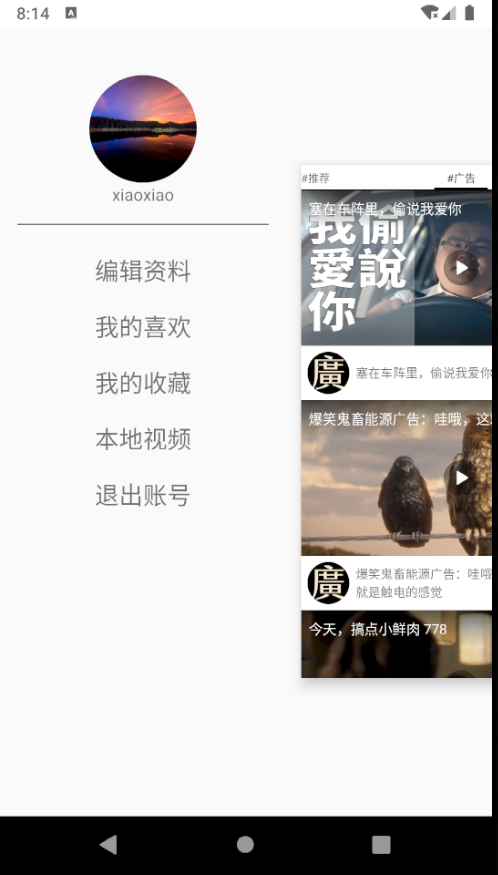 8:14
A
xiaoxiao
编辑资料
我的喜欢
我的收藏
本地视频
退出账号
#推荐
#广告
塞在车阵里，偷说我爱你
我偷
愛說
你
廣
塞在车阵里，偷说我爱你
爆笑鬼畜能源广告：哇哦，这
廣
爆笑鬼畜能源广告：哇哦
就是触电的感觉
今天，搞点小鲜肉 778